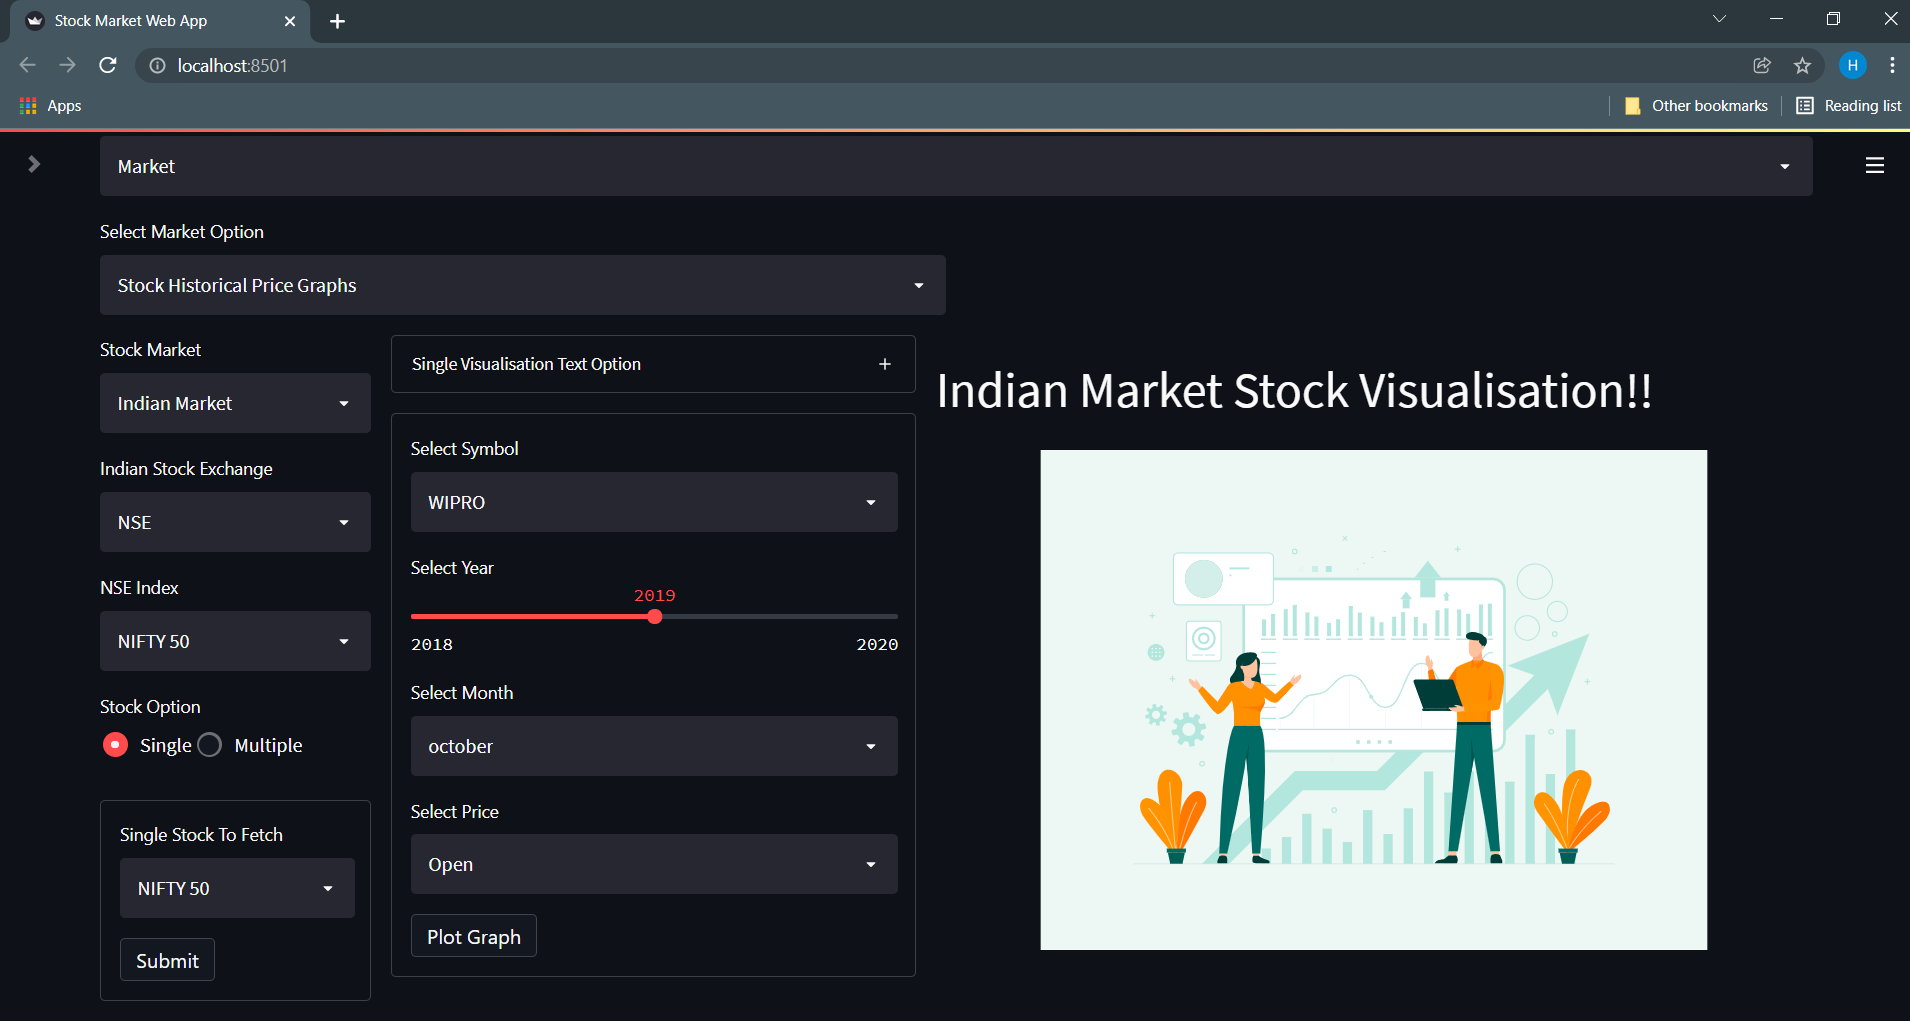 Stock Market Web App
localhost:8501
H
Apps
Other bookmarks
Reading list
Market
Select Market Option
Stock Historical Price Graphs
Stock Market
Indian Market
Indian Stock Exchange
NSE
NSE Index
NIFTY 50
Stock Option
Single Multiple
Single Stock To Fetch
NIFTY 50
Submit
Single Visualisation Text Option +
Select Symbol
WIPRO
Select Year
2019
2018 2020
Select Month
october
Select Price
Open
Plot Graph
Indian Market Stock Visualisation!!